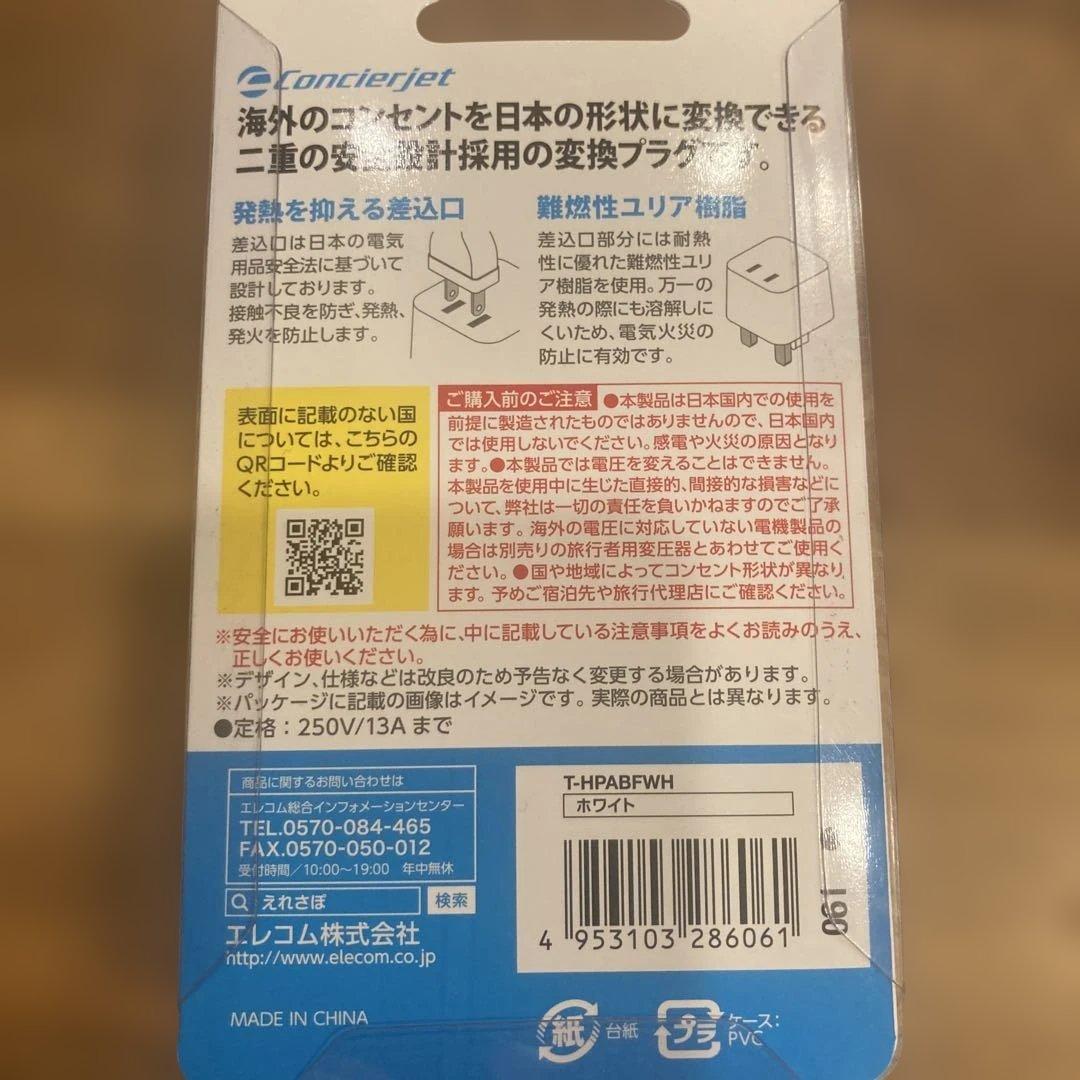 Concierjet
海外のコンセントを日本の形状に変換できる
二重の安全設計採用の変換プラグです。
発熱を抑える差込口
差込口は日本の電気
用品安全法に基づいて
設計しております。
接触不良を防ぎ、発熱、
発火を防止します。
難燃性ユリア樹脂
差込口部分には耐熱
性に優れた難燃性ユリ
ア樹脂を使用。万一の
発熱の際にも溶解しに
くいため、電気火災の
防止に有効です。
表面に記載のない国
については、こちらの
QRコードよりご確認
ください。
ご購入前のご注意 ●本製品は日本国内での使用を
前提に製造されたものではありませんので、日本国内
では使用しないでください。感電や火災の原因となり
ます。●本製品では電圧を変えることはできません。
本製品を使用中に生じた直接的、間接的な損害などに
ついて、弊社は一切の責任を負いかねますのでご了承
願います。海外の電圧に対応していない電機製品の
場合は別売りの旅行者用変圧器とあわせてご使用く
ださい。●国や地域によってコンセント形状が異なり
ます。予めご宿泊先や旅行代理店にご確認ください。
※安全にお使いいただく為に、中に記載している注意事項をよくお読みのうえ、
正しくお使いください。
※デザイン、仕様などは改良のため予告なく変更する場合があります。
※パッケージに記載の画像はイメージです。実際の商品とは異なります。
●定格：250V/13Aまで
商品に関するお問い合わせは
エレコム総合インフォメーションセンター
TEL.0570-084-465
FAX.0570-050-012
受付時間／10:00〜19:00 年中無休
えれさぽ 検索
エレコム株式会社
http://www.elecom.co.jp
MADE IN CHINA
T-HPABFWH
ホワイト
4 953103 286061
061
紙 台紙
プラ ケース:
PVC